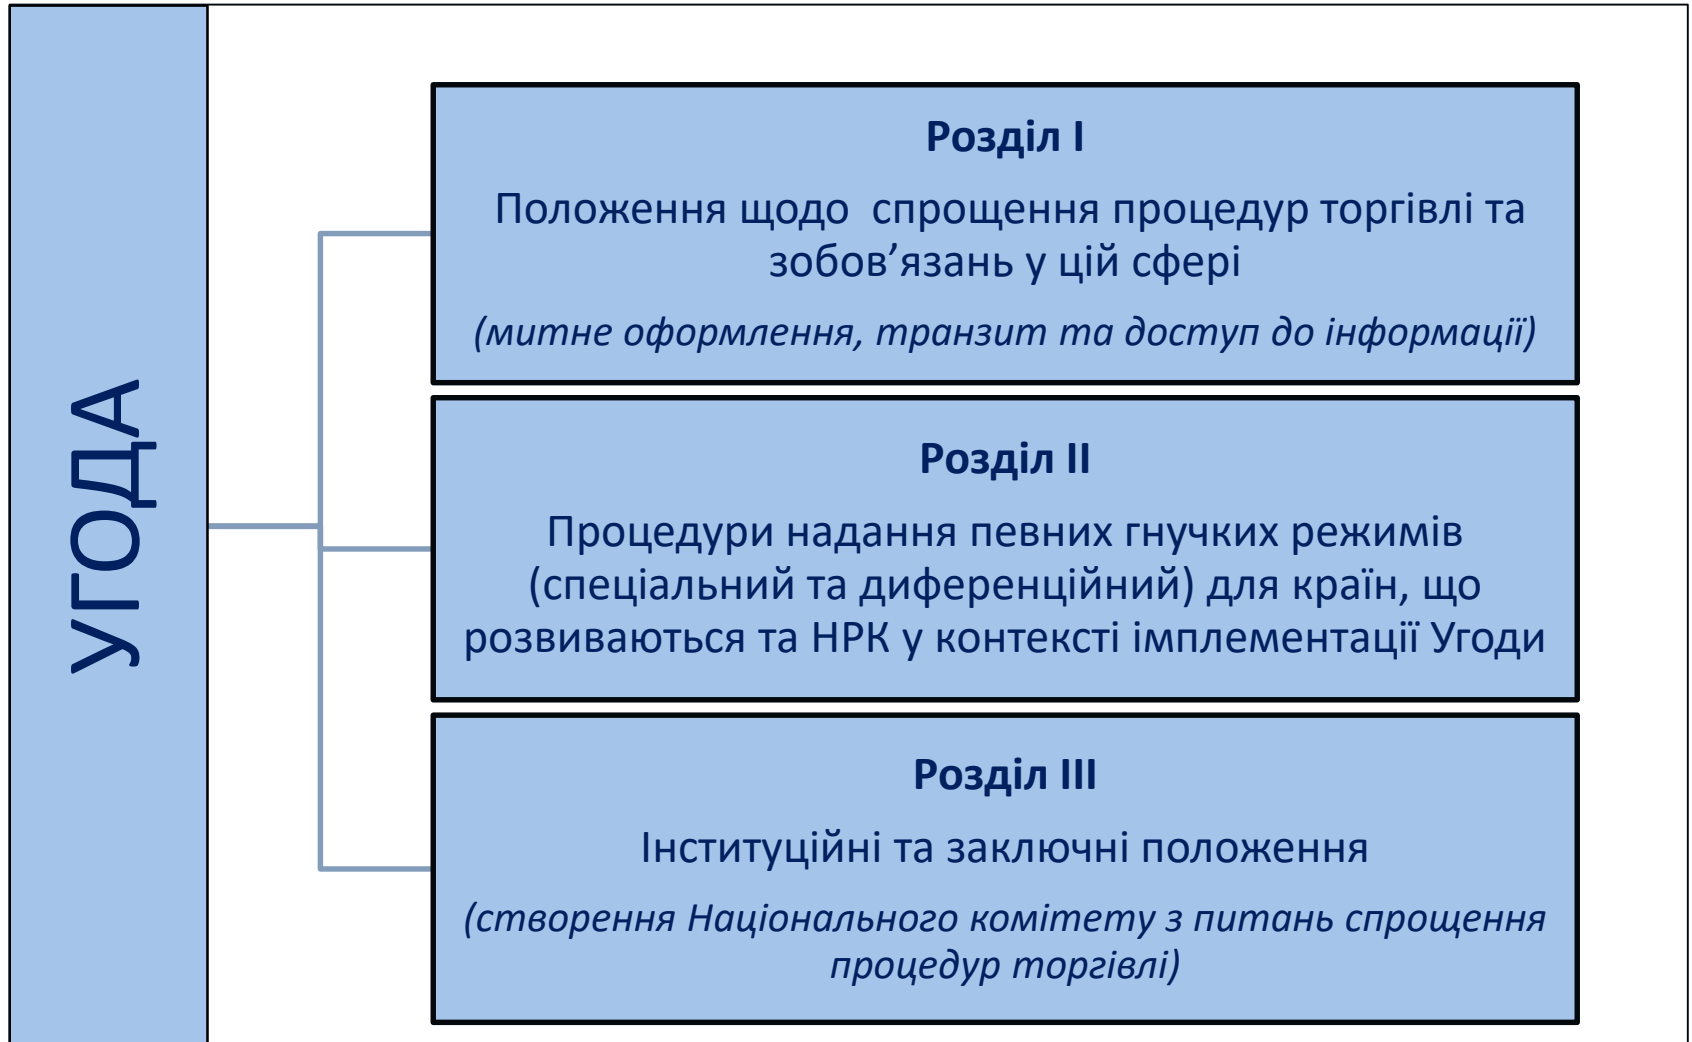 УГОДА
Розділ I
Положення щодо спрощення процедур торгівлі та
зобов’язань у цій сфері
(митне оформлення, транзит та доступ до інформації)
Розділ II
Процедури надання певних гнучких режимів
(спеціальний та диференційний) для країн, що
розвиваються та НРК у контексті імплементації Угоди
Розділ III
Інституційні та заключні положення
(створення Національного комітету з питань спрощення
процедур торгівлі)